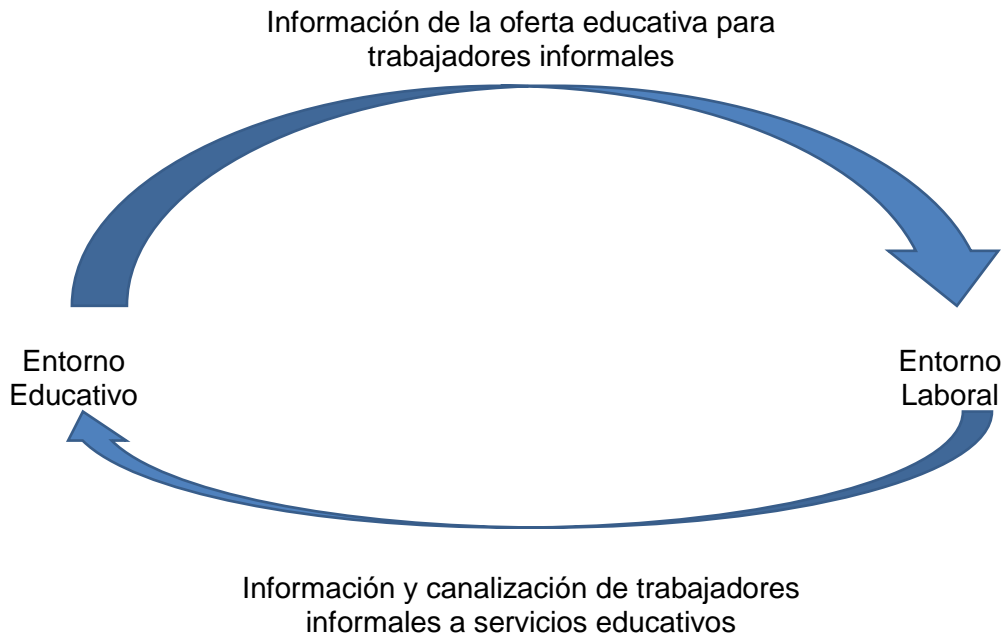 Información de la oferta educativa para
trabajadores informales
Entorno
Educativo
Entorno
Laboral
Información y canalización de trabajadores
informales a servicios educativos